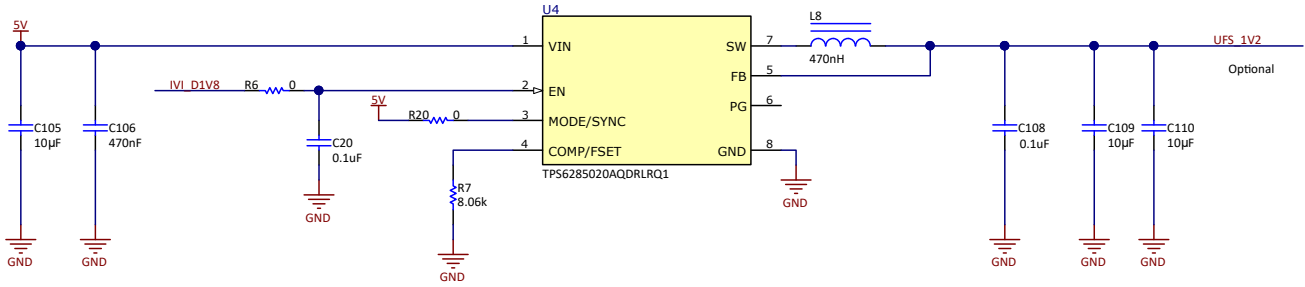 U4
L8
5V
1
VIN
SW
7
470nH
UFS_1V2
FB
5
Optional
IVI_D1V8
R6
0
2
EN
PG
6
5V
R20
0
3
MODE/SYNC
C105
10µF
C106
470nF
C20
0.1uF
4
COMP/FSET
GND
8
C108
0.1uF
C109
10µF
C110
10µF
TPS6285020AQDRLRQ1
R7
8.06k
GND
GND
GND
GND
GND
GND
GND
GND